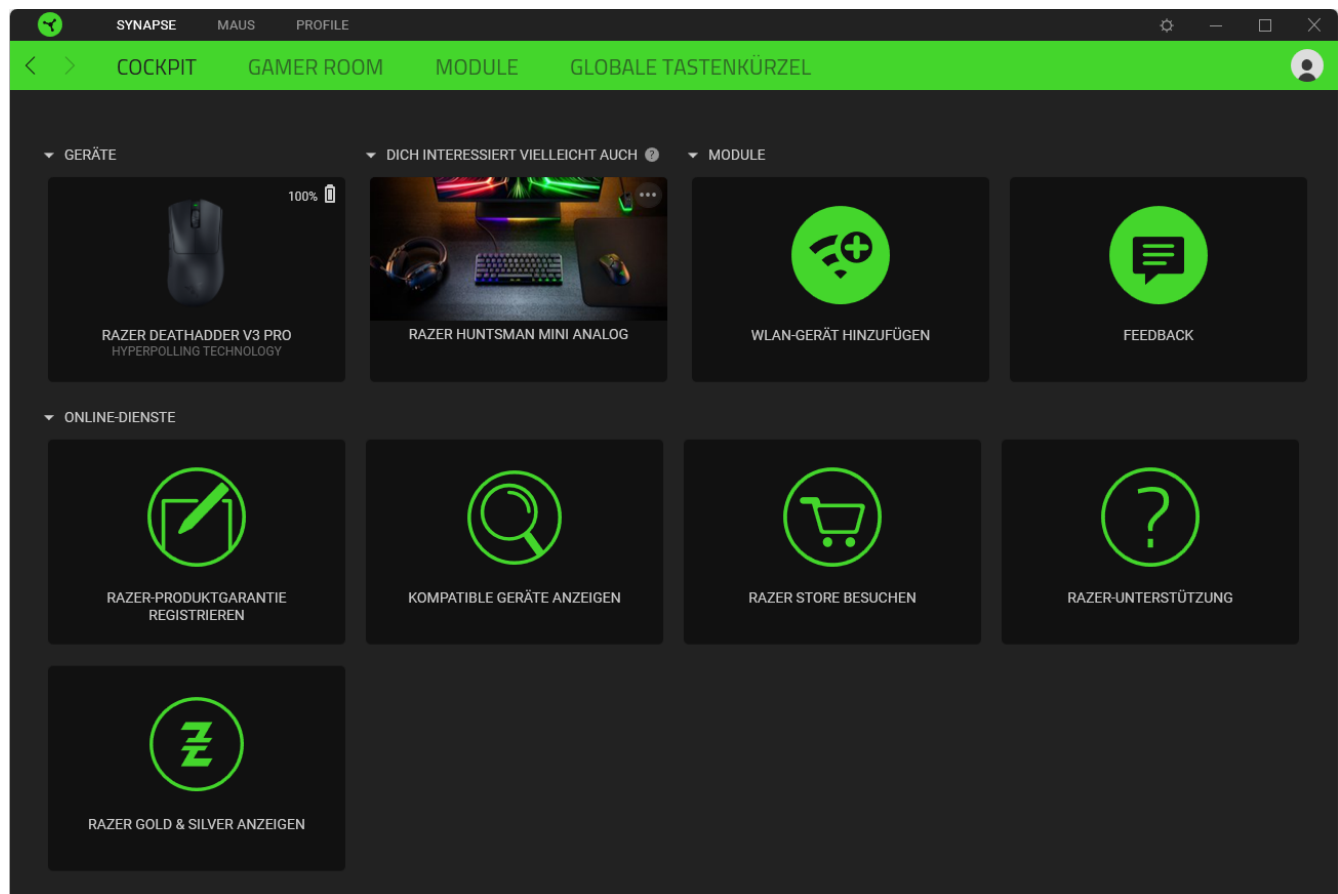 SYNAPSE MAUS PROFILE
COCKPIT GAMER ROOM MODULE GLOBALE TASTENKÜRZEL
GERÄTE
100%
RAZER DEATHADDER V3 PRO
HYPERPOLLING TECHNOLOGY
DICH INTERESSIERT VIELLEICHT AUCH ?
RAZER HUNTSMAN MINI ANALOG
MODULE
WLAN-GERÄT HINZUFÜGEN
FEEDBACK
ONLINE-DIENSTE
RAZER-PRODUKTGARANTIE
REGISTRIEREN
KOMPATIBLE GERÄTE ANZEIGEN
RAZER STORE BESUCHEN
RAZER-UNTERSTÜTZUNG
RAZER GOLD & SILVER ANZEIGEN